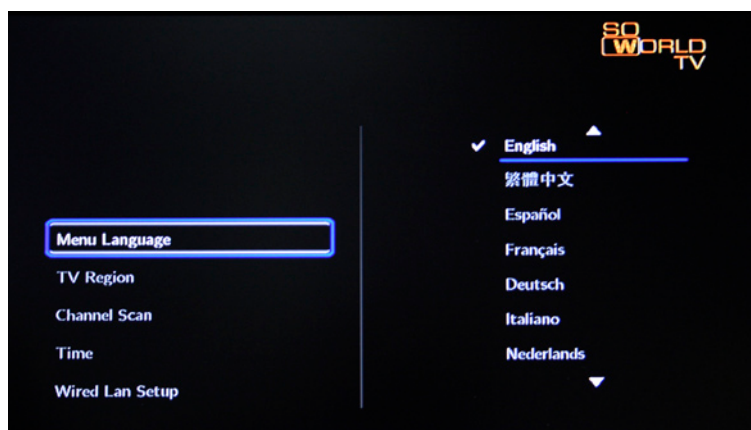 SO
WORLD
TV
Menu Language
TV Region
Channel Scan
Time
Wired Lan Setup
English
繁體中文
Español
Français
Deutsch
Italiano
Nederlands